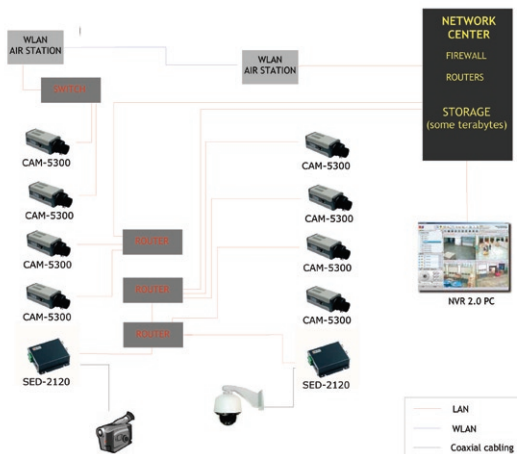 WLAN
AIR STATION
WLAN
AIR STATION
NETWORK
CENTER
FIREWALL
ROUTERS
STORAGE
(some terabytes)
SWITCH
CAM-5300
CAM-5300
CAM-5300
CAM-5300
CAM-5300
CAM-5300
CAM-5300
CAM-5300
ROUTER
ROUTER
ROUTER
NVR 2.0 PC
SED-2120
SED-2120
LAN
WLAN
Coaxial cabling